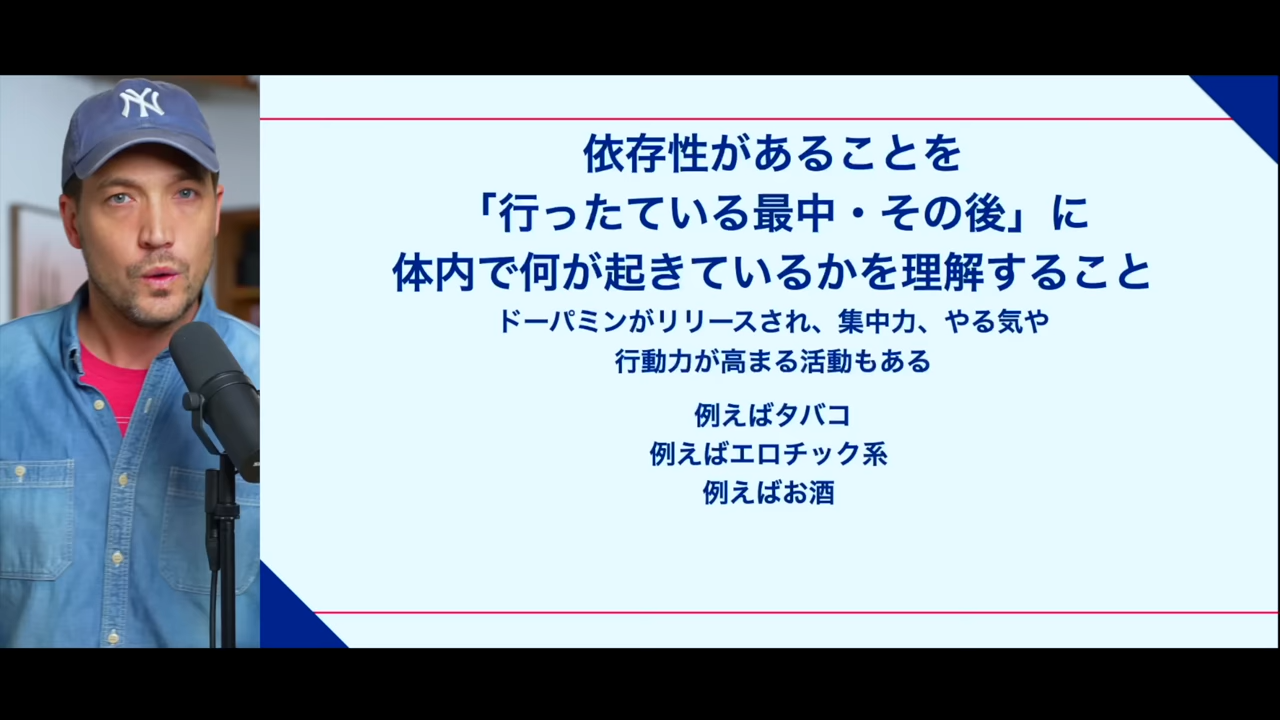 NY
依存性があることを
「行ったている最中・その後」に
体内で何が起きているかを理解すること
ドーパミンがリリースされ、集中力、やる気や
行動力が高まる活動もある
例えばタバコ
例えばエロチック系
例えばお酒